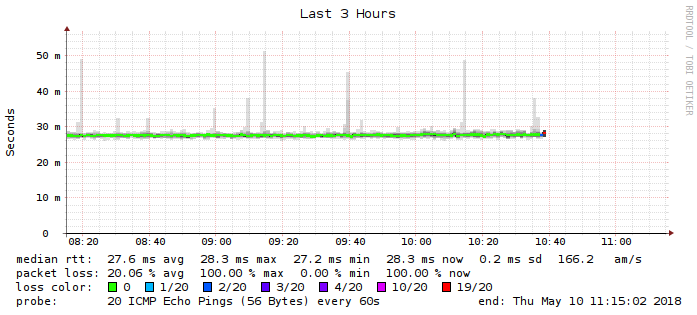 Last 3 Hours
RRDTOOL / TOBI OETIKER
Seconds
50 m
40 m
30 m
20 m
10 m
0
08:20 08:40 09:00 09:20 09:40 10:00 10:20 10:40 11:00
median rtt: 27.6 ms avg 28.3 ms max 27.2 ms min 28.3 ms now 0.2 ms sd 166.2 am/s
packet loss: 20.06 % avg 100.00 % max 0.00 % min 100.00 % now
loss color: 0 1/20 2/20 3/20 4/20 10/20 19/20
probe: 20 ICMP Echo Pings (56 Bytes) every 60s end: Thu May 10 11:15:02 2018